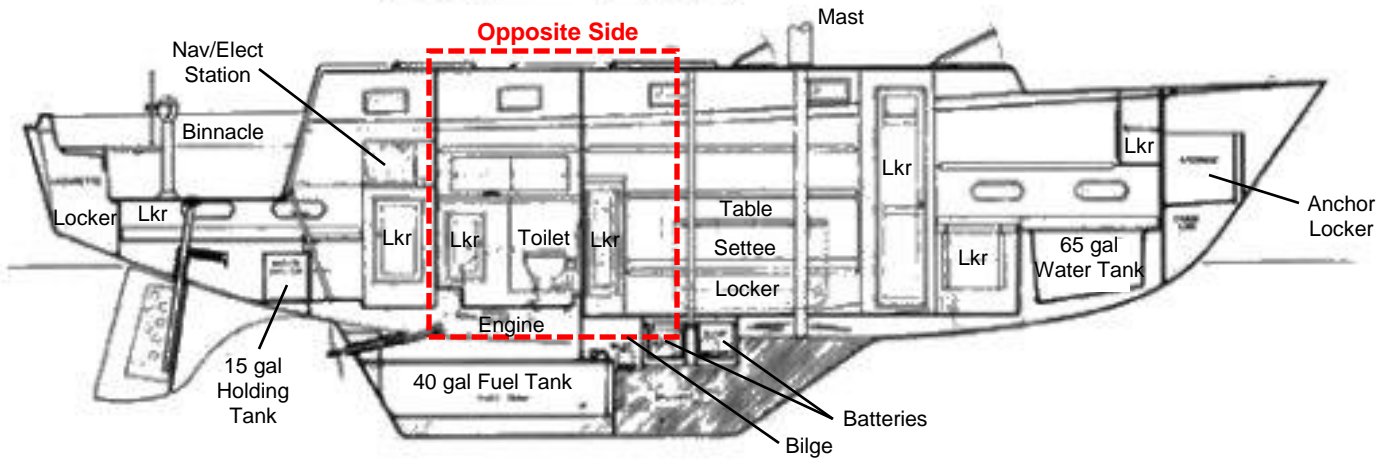 Mast
Opposite Side
Nav/Elect
Station
Binnacle
Lkr
Anchor
Locker
Locker
Lkr
Lkr
Lkr
Toilet
Lkr
Table
Settee
Locker
Lkr
Lkr
65 gal
Water Tank
Engine
15 gal
Holding
Tank
40 gal Fuel Tank
Batteries
Bilge